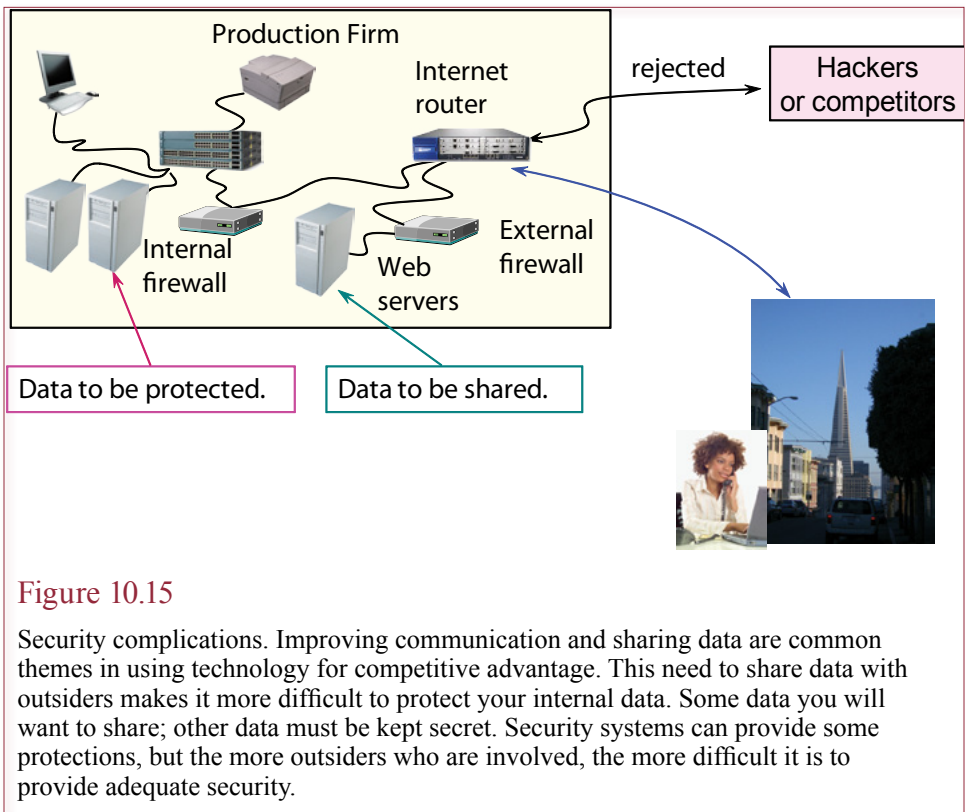 Production Firm
Internet
router
rejected
Hackers
or competitors
Internal
firewall
Web
servers
External
firewall
Data to be protected.
Data to be shared.
Figure 10.15
Security complications. Improving communication and sharing data are common
themes in using technology for competitive advantage. This need to share data with
outsiders makes it more difficult to protect your internal data. Some data you will
want to share; other data must be kept secret. Security systems can provide some
protections, but the more outsiders who are involved, the more difficult it is to
provide adequate security.